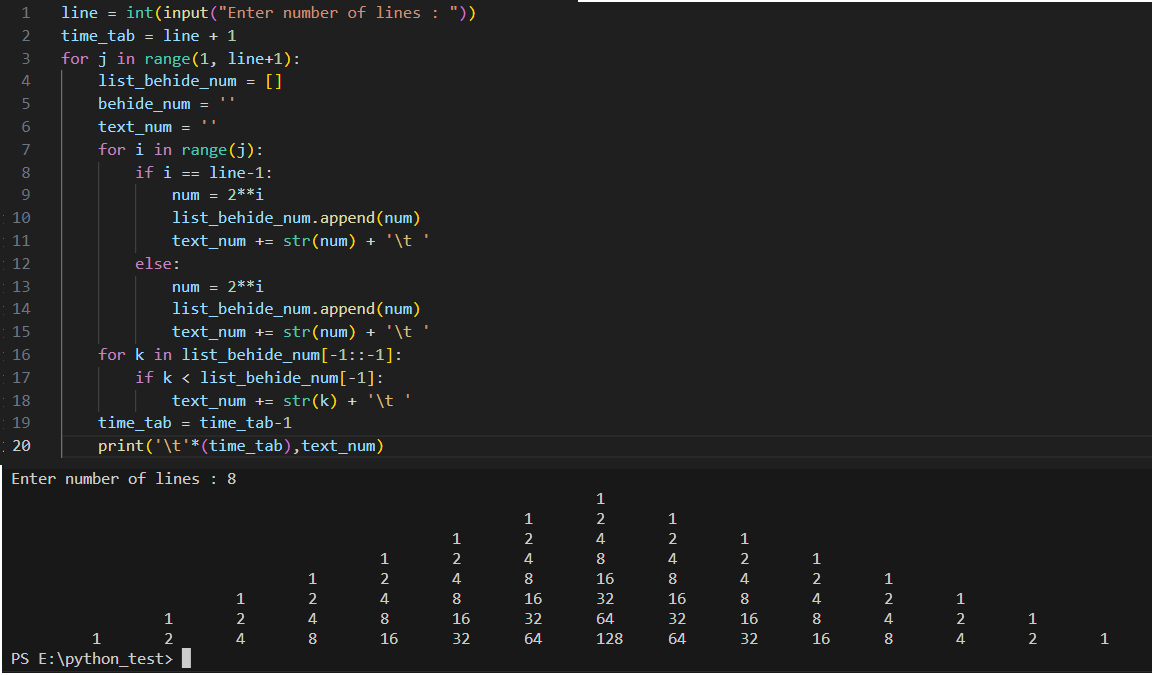 1 line = int(input("Enter number of lines : "))
2 time_tab = line + 1
3 for j in range(1, line+1):
4     list_behide_num = []
5     behide_num = ''
6     text_num = ''
7     for i in range(j):
8         if i == line-1:
9             num = 2**i
10             list_behide_num.append(num)
11             text_num += str(num) + '\t '
12         else:
13             num = 2**i
14             list_behide_num.append(num)
15             text_num += str(num) + '\t '
16     for k in list_behide_num[-1::-1]:
17         if k < list_behide_num[-1]:
18             text_num += str(k) + '\t '
19     time_tab = time_tab-1
20     print('\t'*(time_tab),text_num)
Enter number of lines : 8
1
1 2 1
1 2 4 2 1
1 2 4 8 4 2 1
1 2 4 8 16 8 4 2 1
1 2 4 8 16 32 16 8 4 2 1
1 2 4 8 16 32 64 32 16 8 4 2 1
1 2 4 8 16 32 64 128 64 32 16 8 4 2 1
PS E:\python_test>